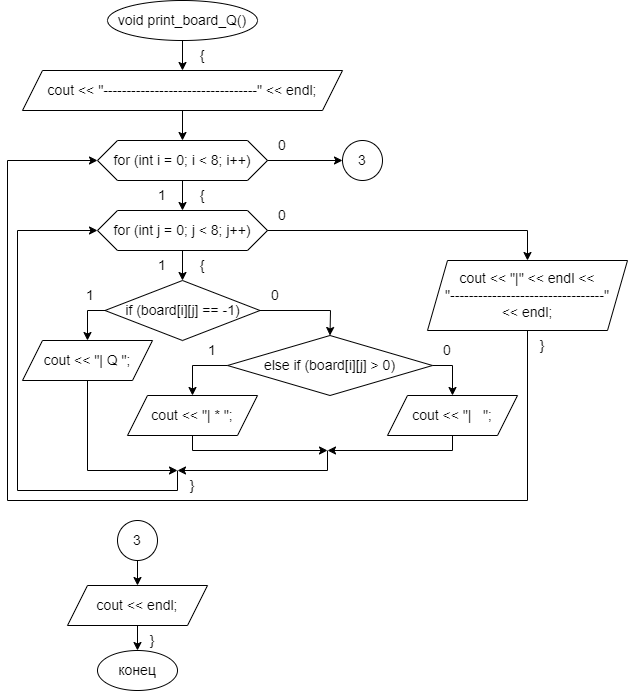 void print_board_Q()
{
cout << "---------------------------------" << endl;
for (int i = 0; i < 8; i++)
0
3
1
{
for (int j = 0; j < 8; j++)
0
1
{
cout << "|" << endl <<
"---------------------------------"
<< endl;
}
if (board[i][j] == -1)
1
0
cout << "| Q ";
else if (board[i][j] > 0)
1
0
cout << "| * ";
cout << "|   ";
}
3
cout << endl;
}
конец